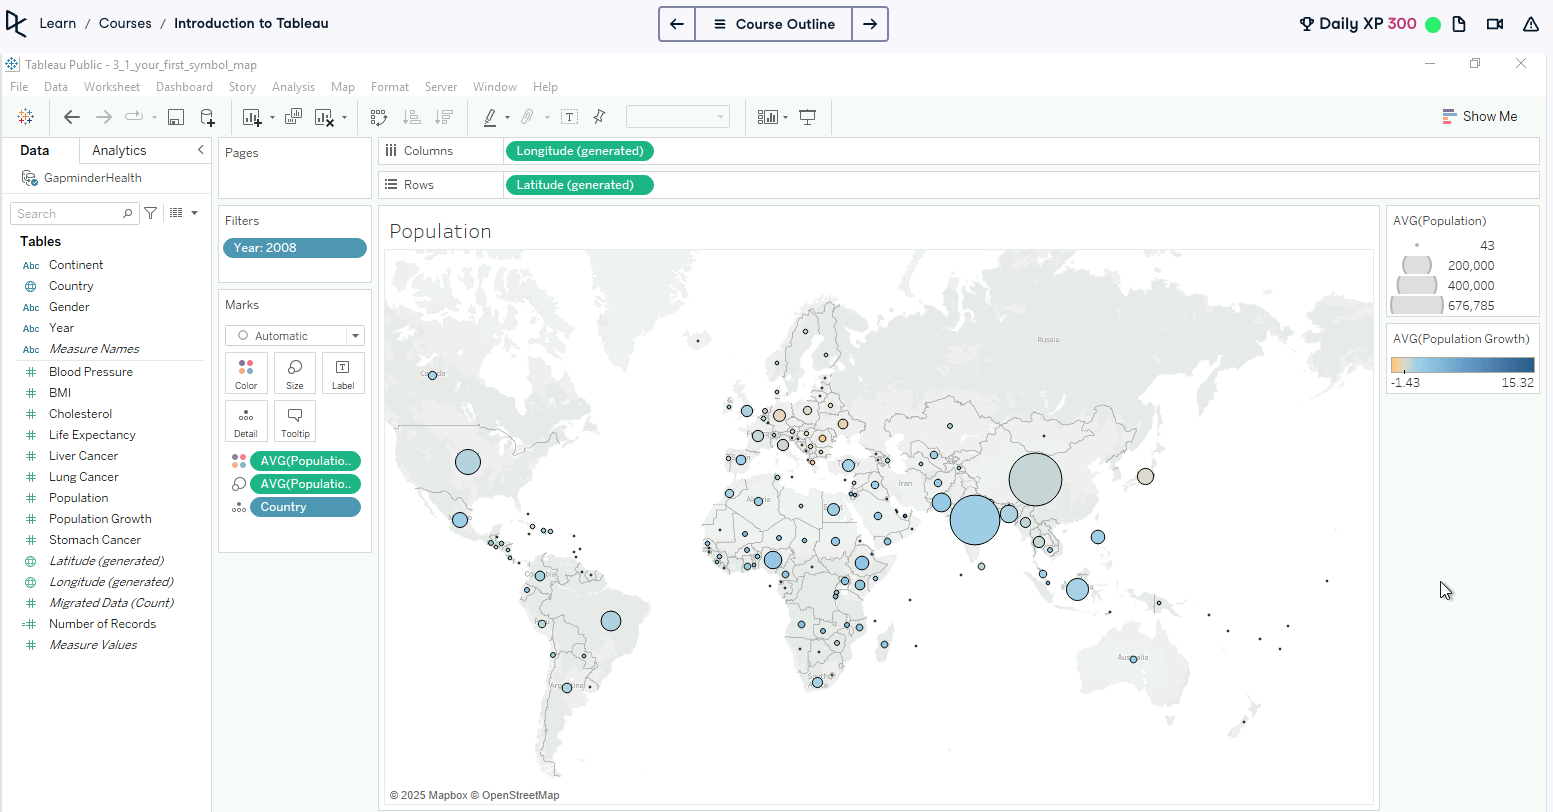 Learn / Courses / Introduction to Tableau
Course Outline
Daily XP 300
Tableau Public - 3_1_your_first_symbol_map
File Data Worksheet Dashboard Story Analysis Map Format Server Window Help
Show Me
Data Analytics
GapminderHealth
Search
Tables
Abc Continent
Country
Abc Gender
Abc Year
Abc Measure Names
Blood Pressure
BMI
Cholesterol
Life Expectancy
Liver Cancer
Lung Cancer
Population
Population Growth
Stomach Cancer
Latitude (generated)
Longitude (generated)
Migrated Data (Count)
Number of Records
Measure Values
Pages
Filters
Year: 2008
Marks
Automatic
Color Size Label
Detail Tooltip
AVG(Populatio..
AVG(Populatio..
Country
Columns Longitude (generated)
Rows Latitude (generated)
Population
Russia
Iran
© 2025 Mapbox © OpenStreetMap
AVG(Population)
43
200,000
400,000
676,785
AVG(Population Growth)
-1.43 15.32